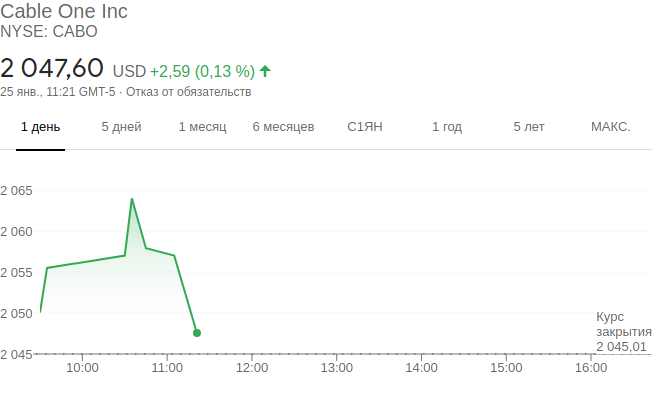 Cable One Inc
NYSE: CABO
2 047,60 USD +2,59 (0,13 %)
25 янв., 11:21 GMT-5 · Отказ от обязательств
1 день 5 дней 1 месяц 6 месяцев С1ЯН 1 год 5 лет МАКС.
2 065
2 060
2 055
2 050
Курс
закрытия
2 045,01
2 045
10:00 11:00 12:00 13:00 14:00 15:00 16:00